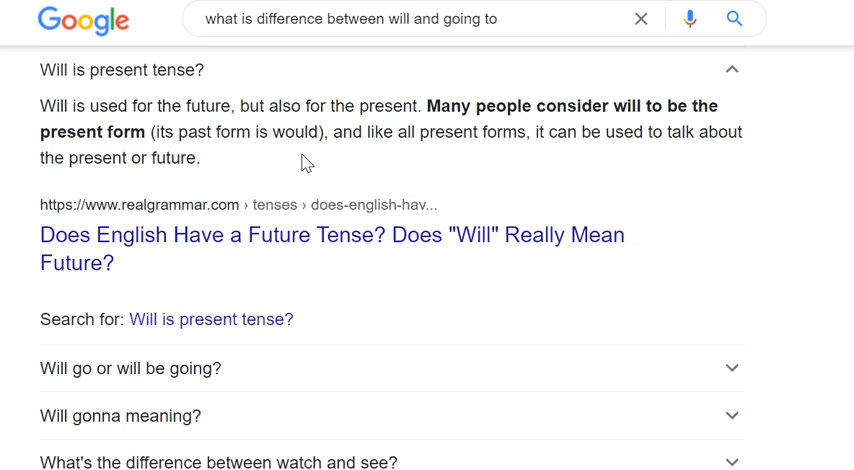 Google
what is difference between will and going to
Will is present tense?
Will is used for the future, but also for the present. Many people consider will to be the
present form (its past form is would), and like all present forms, it can be used to talk about
the present or future.
https://www.realgrammar.com › tenses › does-english-hav...
Does English Have a Future Tense? Does "Will" Really Mean
Future?
Search for: Will is present tense?
Will go or will be going?
Will gonna meaning?
What's the difference between watch and see?